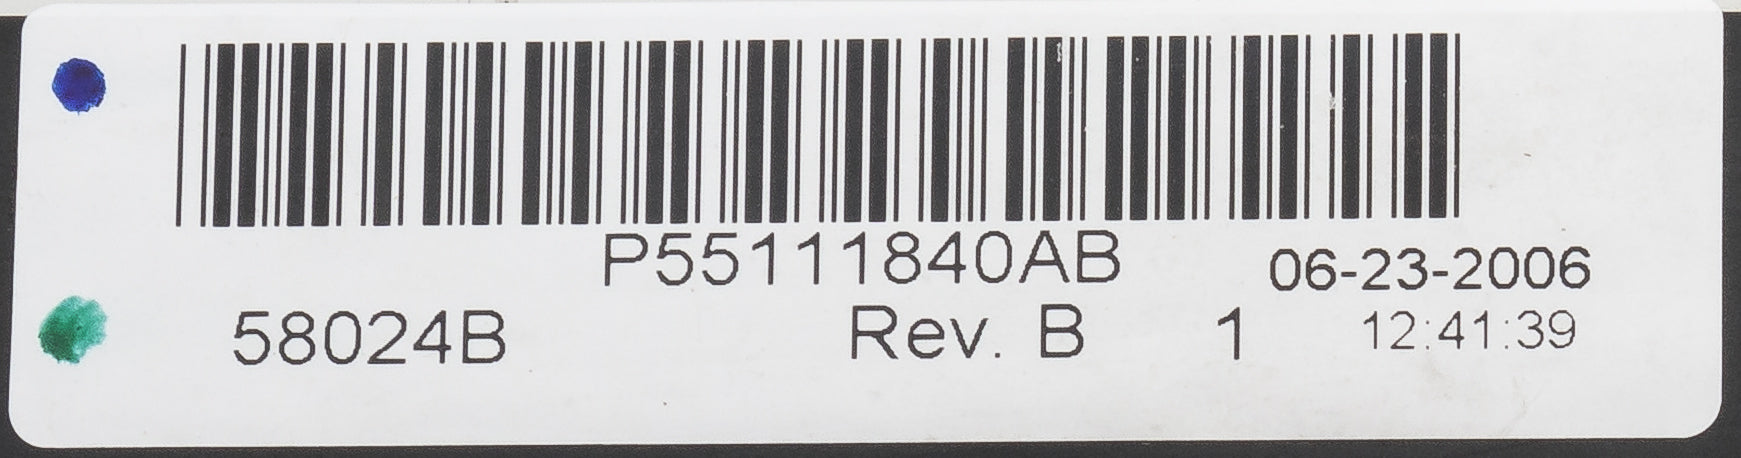 P55111840AB 06-23-2006
58024B Rev. B 1 12:41:39